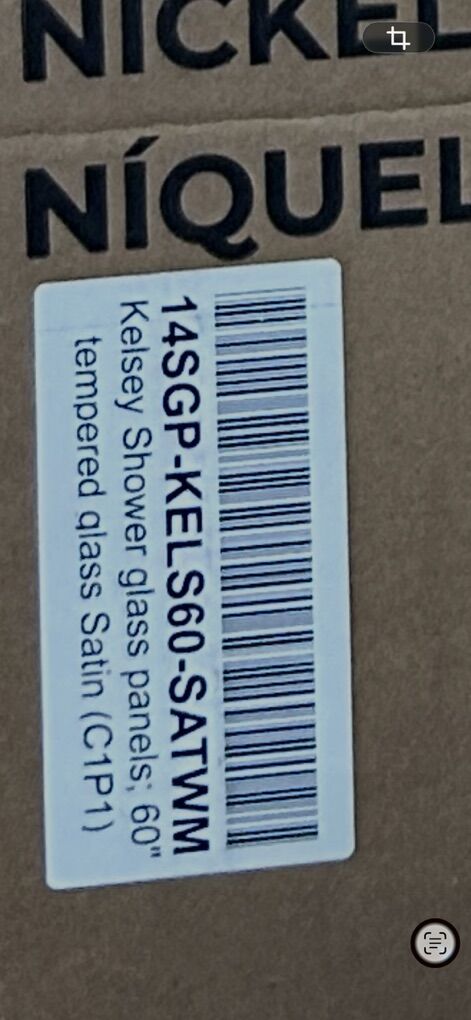 NICKEL
NÍQUEL
14SGP-KELS60-SATWM
Kelsey Shower glass panels; 60"
tempered glass Satin (C1P1)